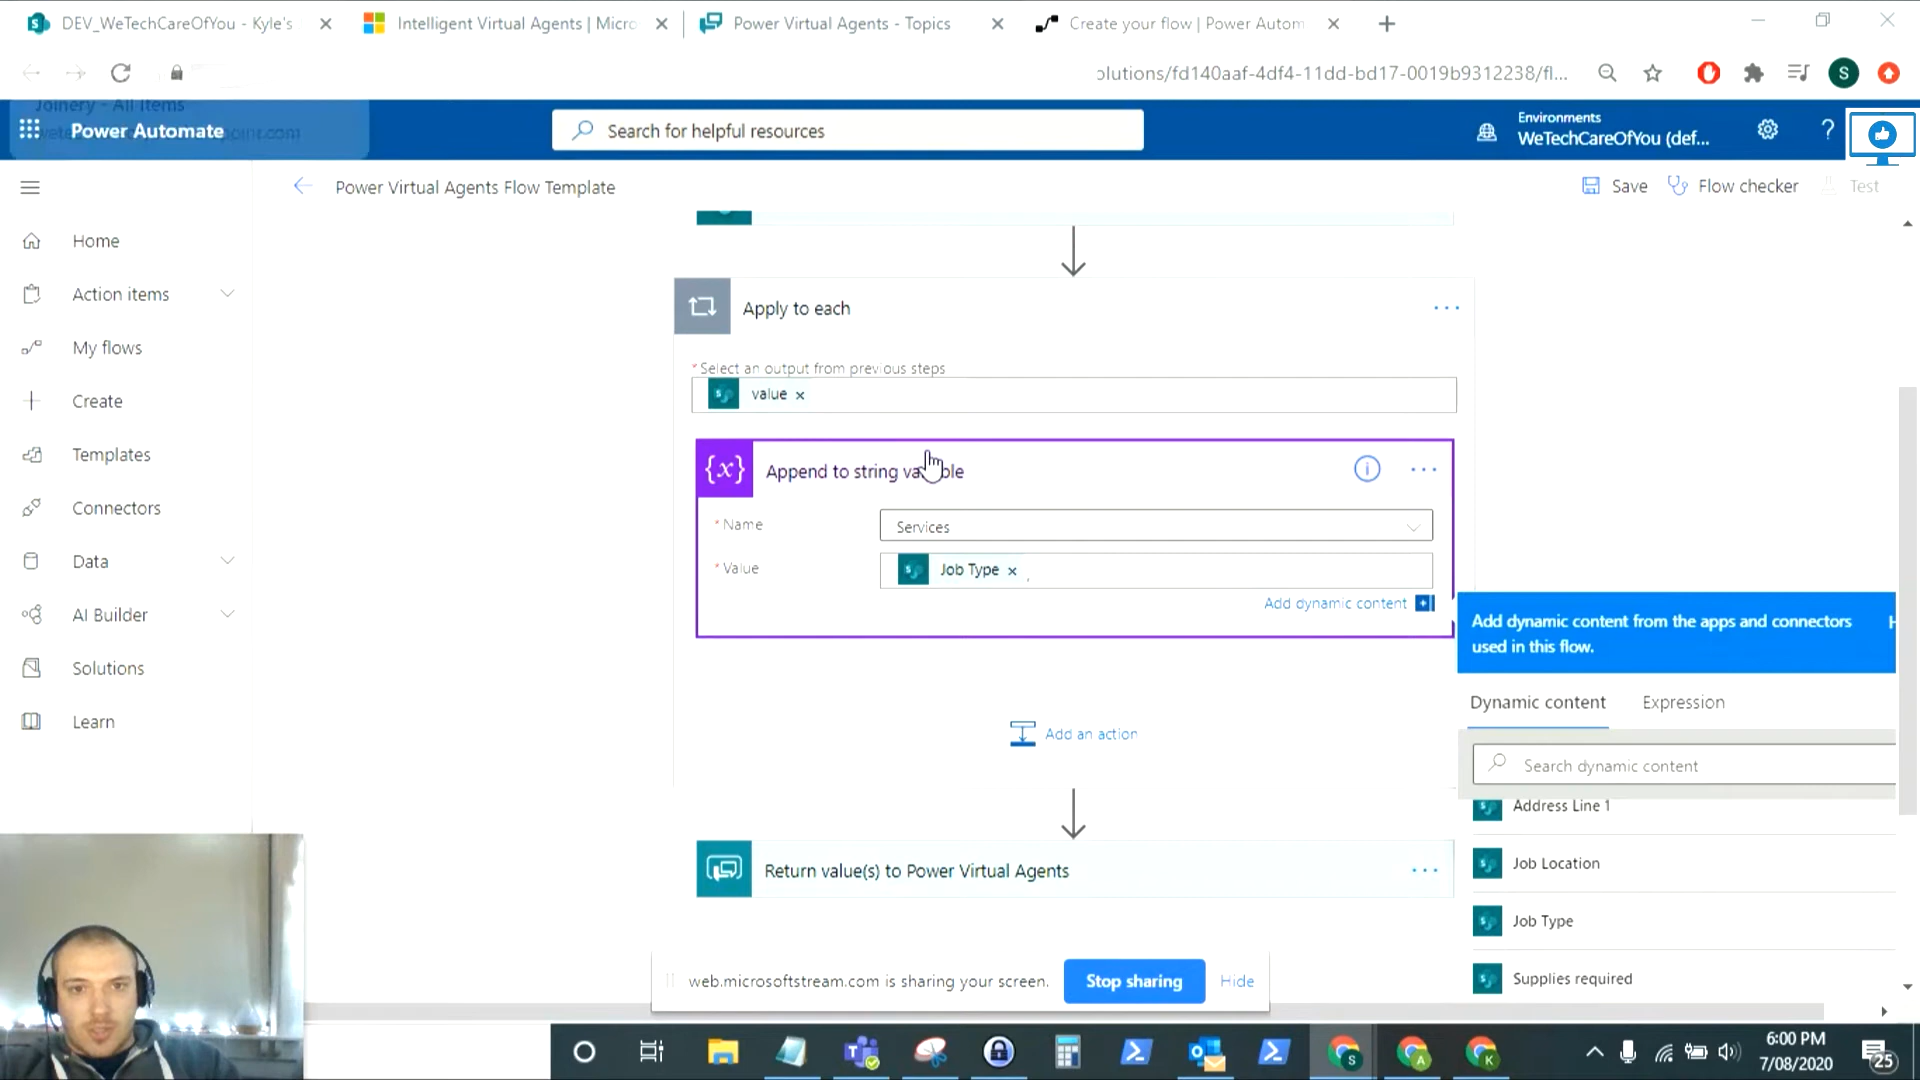 DEV_WeTechCareOfYou - Kyle's
Intelligent Virtual Agents | Micro
Power Virtual Agents - Topics
Create your flow | Power Autom
olutions/fd140aaf-4df4-11dd-bd17-0019b9312238/fl...
S
Joinery - All Items
Power Automate
Search for helpful resources
Environments
WeTechCareOfYou (def...
?
Power Virtual Agents Flow Template
Save
Flow checker
Test
Home
Action items
My flows
Create
Templates
Connectors
Data
AI Builder
Solutions
Learn
Apply to each
* Select an output from previous steps
value
{x}
Append to string variable
* Name
Services
* Value
Job Type ,
Add dynamic content
Add an action
Return value(s) to Power Virtual Agents
Add dynamic content from the apps and connectors
used in this flow.
Dynamic content
Expression
Search dynamic content
Address Line 1
Job Location
Job Type
Supplies required
web.microsoftstream.com is sharing your screen.
Stop sharing
Hide
6:00 PM
7/08/2020
25